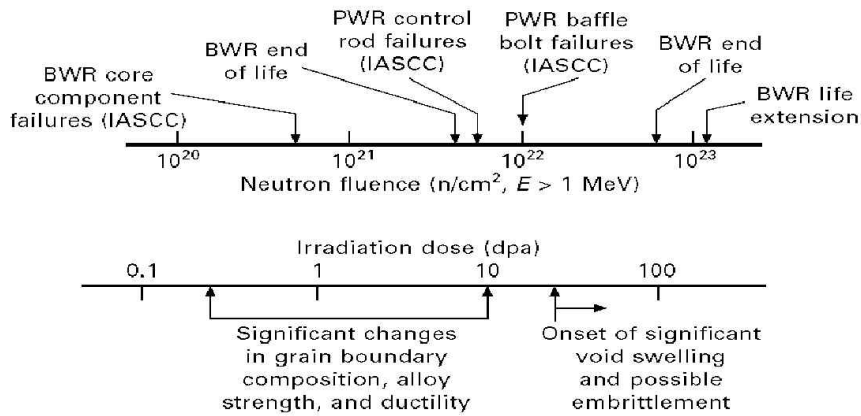 BWR core
component
failures (IASCC)
BWR end
of life
PWR control
rod failures
(IASCC)
PWR baffle
bolt failures
(IASCC)
BWR end
of life
BWR life
extension
10²⁰ 10²¹ 10²² 10²³
Neutron fluence (n/cm², E > 1 MeV)
Irradiation dose (dpa)
0.1 1 10 100
Significant changes
in grain boundary
composition, alloy
strength, and ductility
Onset of significant
void swelling
and possible
embrittlement